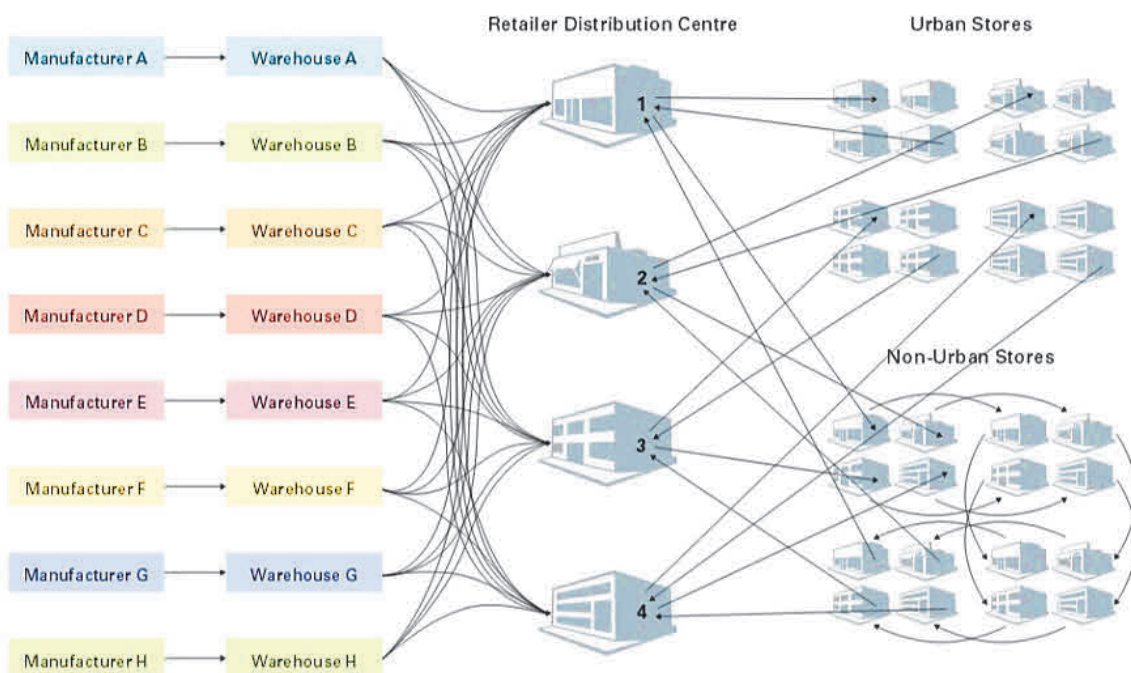 Retailer Distribution Centre
Urban Stores
Manufacturer A
Warehouse A
1
Manufacturer B
Warehouse B
Manufacturer C
Warehouse C
2
Manufacturer D
Warehouse D
Non-Urban Stores
Manufacturer E
Warehouse E
3
Manufacturer F
Warehouse F
Manufacturer G
Warehouse G
4
Manufacturer H
Warehouse H